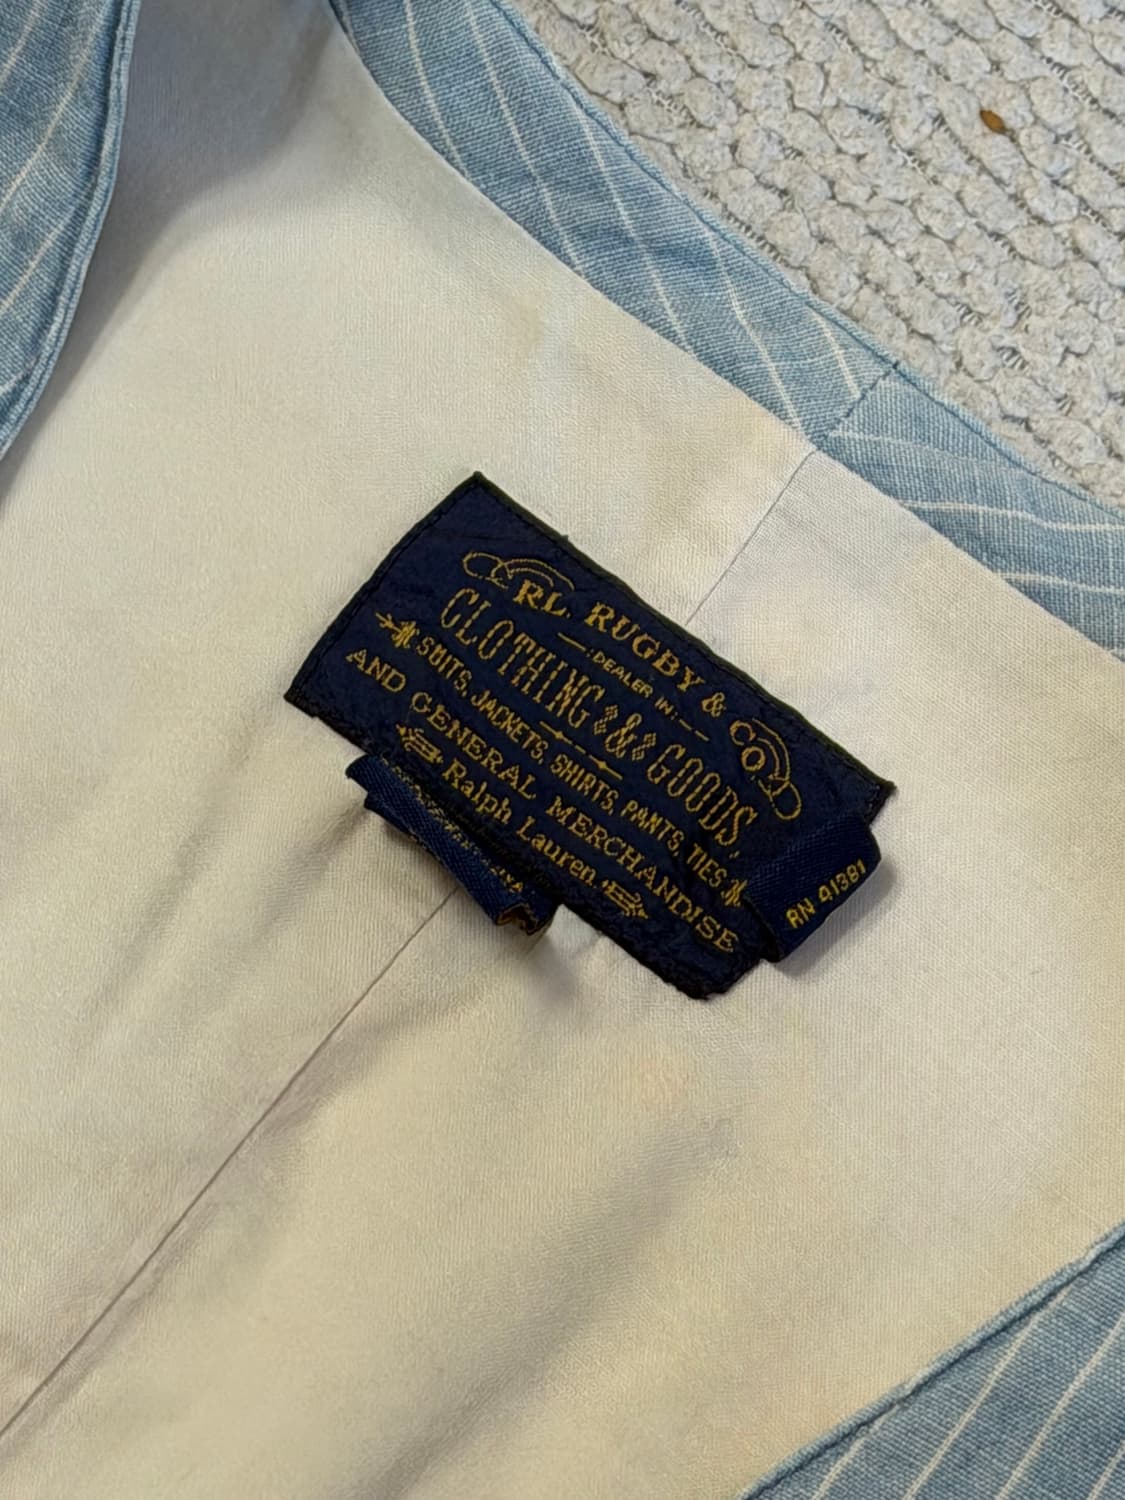 RL RUGBY & CO.
DEALER IN:
CLOTHING & GOODS,
SUITS, JACKETS, SHIRTS, PANTS, TIES,
AND GENERAL MERCHANDISE
Ralph Lauren
RN 41381